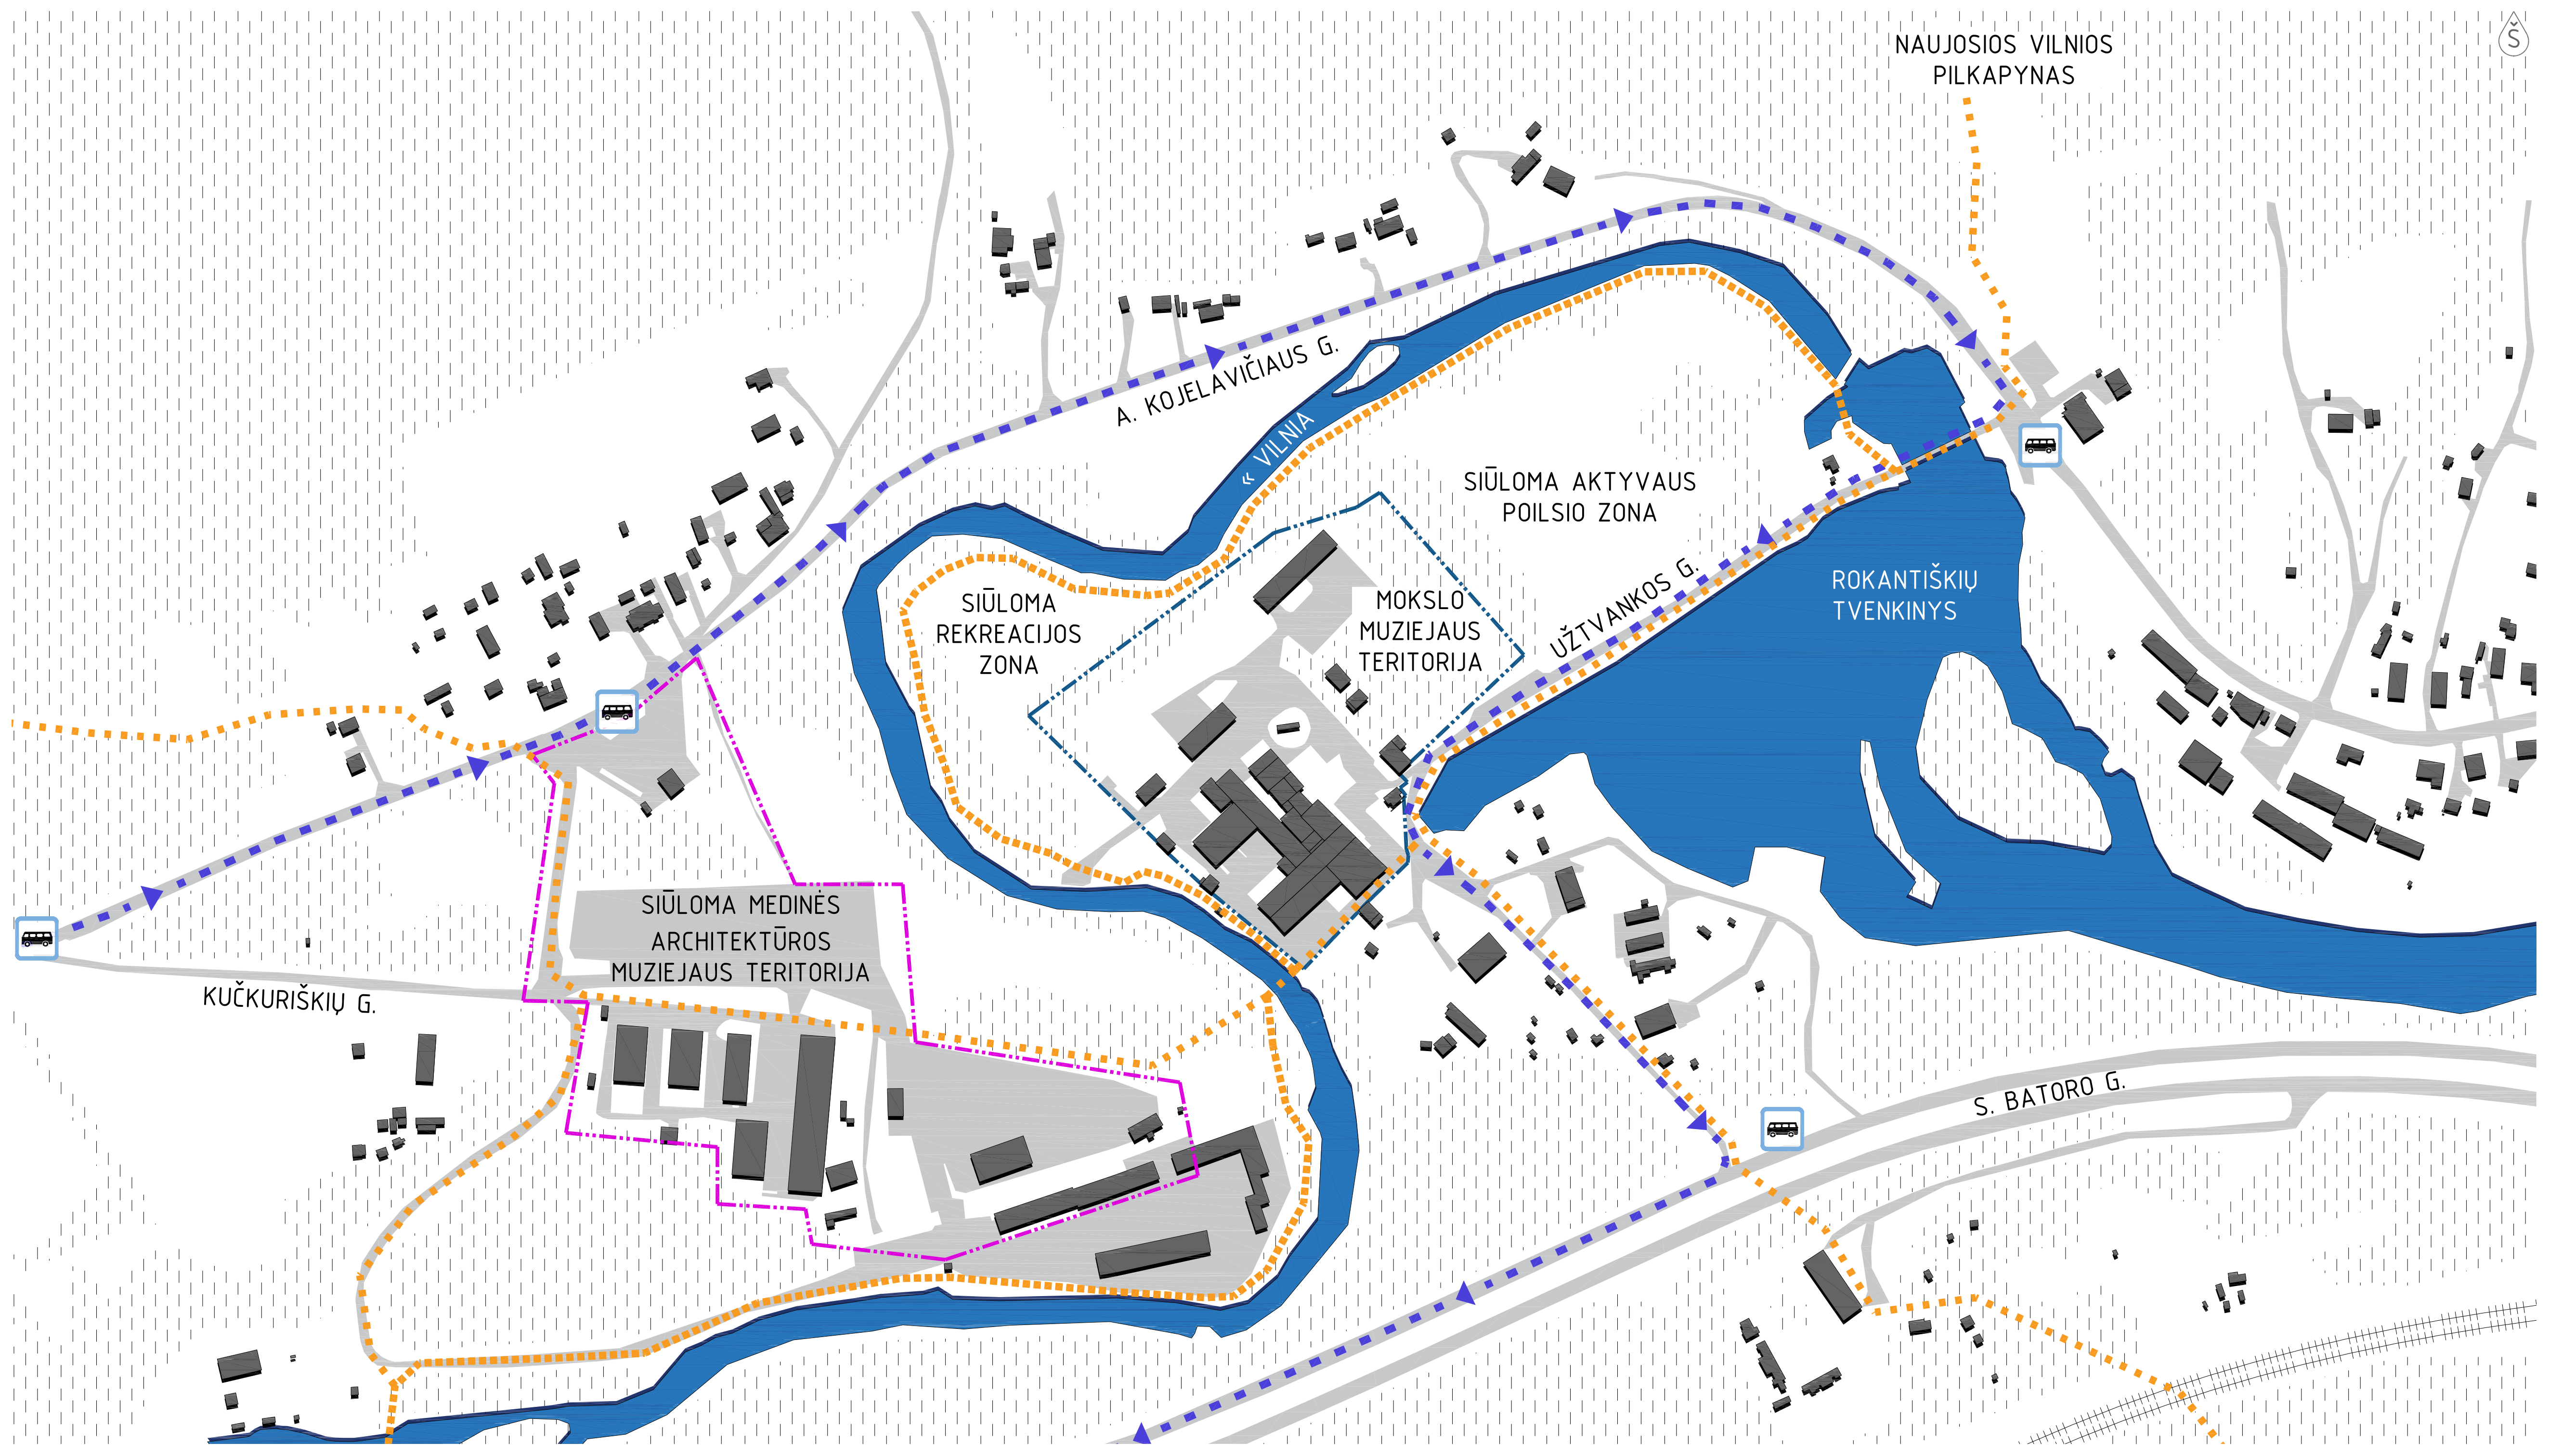 NAUJOSIOS VILNIOS
PILKAPYNAS
Š
A. KOJELAVIČIAUS G.
« VILNIA
SIŪLOMA AKTYVAUS
POILSIO ZONA
UŽTVANKOS G.
ROKANTIŠKIŲ
TVENKINYS
SIŪLOMA
REKREACIJOS
ZONA
MOKSLO
MUZIEJAUS
TERITORIJA
SIŪLOMA MEDINĖS
ARCHITEKTŪROS
MUZIEJAUS TERITORIJA
KUČKURIŠKIŲ G.
S. BATORO G.